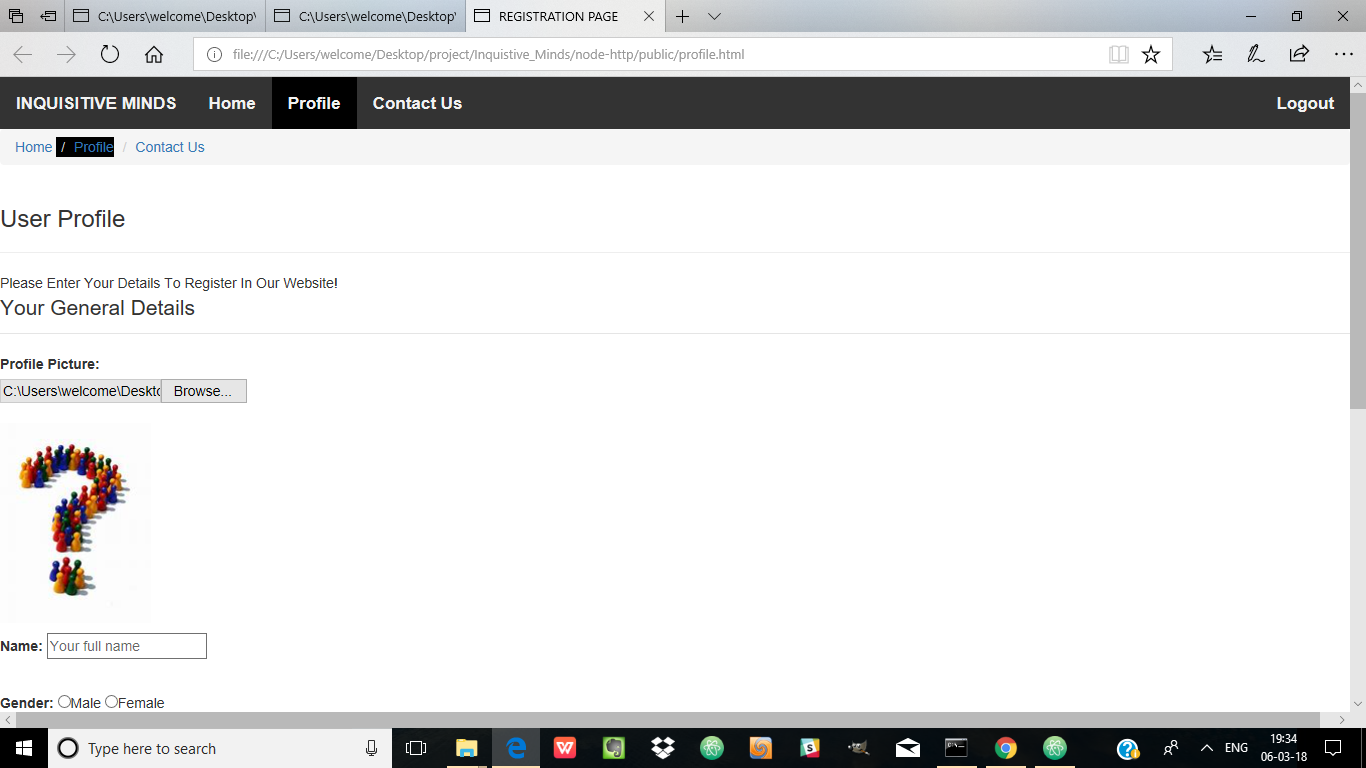 C:\Users\welcome\Desktop\ C:\Users\welcome\Desktop\ REGISTRATION PAGE
file:///C:/Users/welcome/Desktop/project/Inquistive_Minds/node-http/public/profile.html
INQUISITIVE MINDS Home Profile Contact Us Logout
Home / Profile / Contact Us
User Profile
Please Enter Your Details To Register In Our Website!
Your General Details
Profile Picture:
C:\Users\welcome\Deskto Browse...
Name: Your full name
Gender: Male Female
Type here to search ENG 19:34
06-03-18